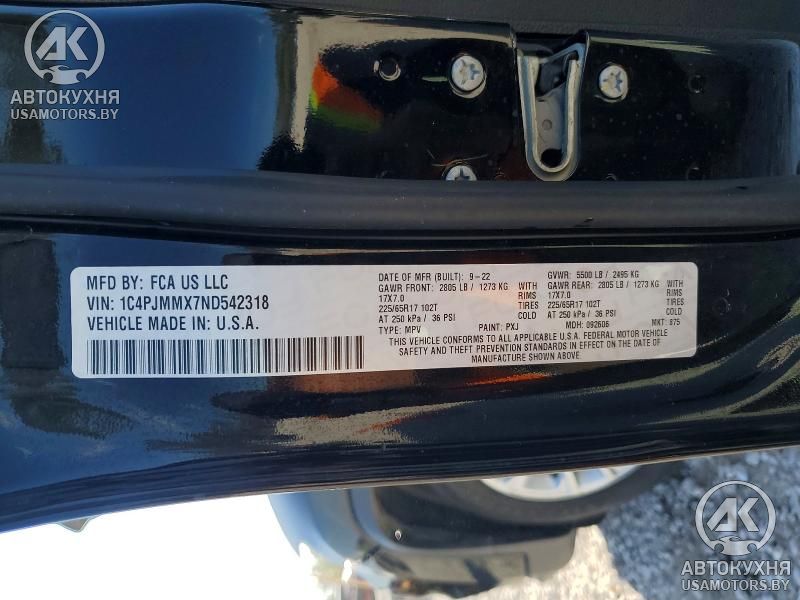 AK
АВТОКУХНЯ
USAMOTORS.BY
MFD BY: FCA US LLC
VIN: 1C4PJMMX7ND542318
VEHICLE MADE IN: U.S.A.
DATE OF MFR (BUILT): 9-22
GAWR FRONT: 2805 LB / 1273 KG WITH
17X7.0 RIMS
225/65R17 102T TIRES
AT 250 kPa / 36 PSI COLD
TYPE: MPV PAINT: PXJ
GVWR: 5500 LB / 2495 KG
GAWR REAR: 2805 LB / 1273 KG WITH
17X7.0 RIMS
225/65R17 102T TIRES
AT 250 kPa / 36 PSI COLD
MDH: 092606 MKT: 875
THIS VEHICLE CONFORMS TO ALL APPLICABLE U.S.A. FEDERAL MOTOR VEHICLE
SAFETY AND THEFT PREVENTION STANDARDS IN EFFECT ON THE DATE OF
MANUFACTURE SHOWN ABOVE.
AK
АВТОКУХНЯ
USAMOTORS.BY